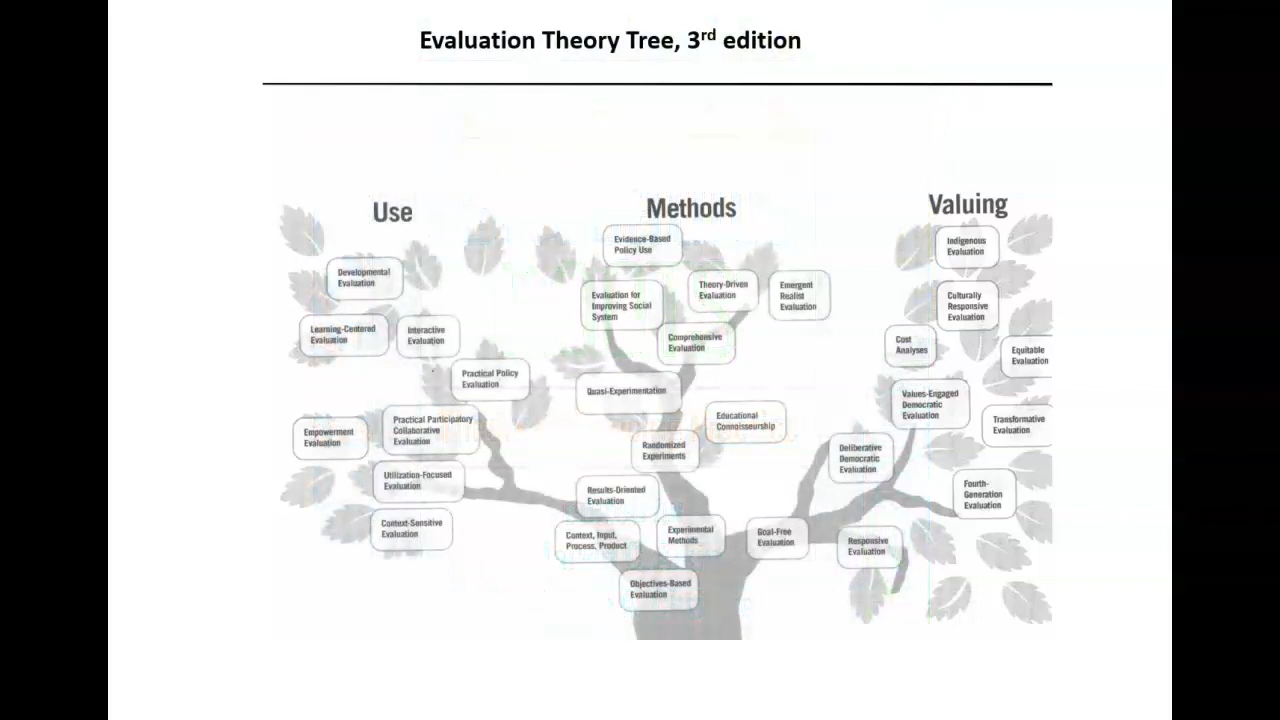 Evaluation Theory Tree, 3rd edition
Use
Developmental
Evaluation
Learning-Centered
Evaluation
Interactive
Evaluation
Practical Policy
Evaluation
Empowerment
Evaluation
Practical Participatory
Collaborative
Evaluation
Utilization-Focused
Evaluation
Context-Sensitive
Evaluation
Methods
Evidence-Based
Policy Use
Evaluation for
Improving Social
System
Theory-Driven
Evaluation
Emergent
Realist
Evaluation
Comprehensive
Evaluation
Quasi-Experimentation
Educational
Connoisseurship
Randomized
Experiments
Results-Oriented
Evaluation
Context, Input,
Process, Product
Experimental
Methods
Objectives-Based
Evaluation
Valuing
Indigenous
Evaluation
Culturally
Responsive
Evaluation
Cost
Analyses
Equitable
Evaluation
Values-Engaged
Democratic
Evaluation
Transformative
Evaluation
Deliberative
Democratic
Evaluation
Fourth-
Generation
Evaluation
Goal-Free
Evaluation
Responsive
Evaluation